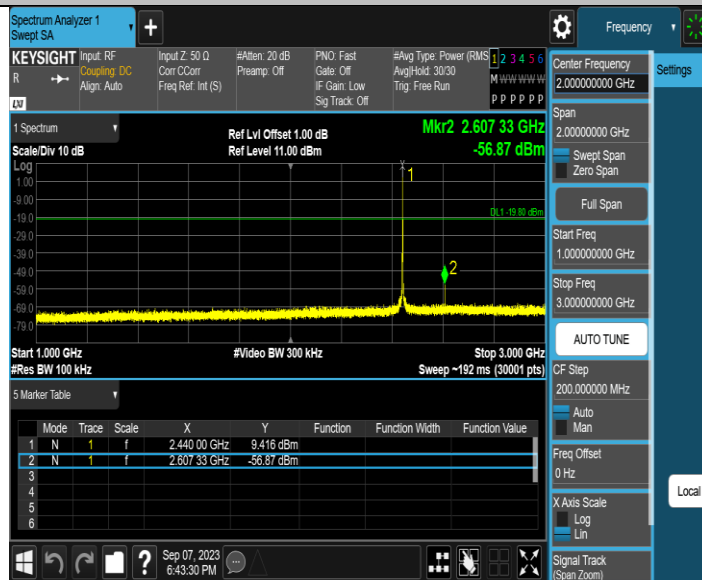 Spectrum Analyzer 1
Swept SA
+
Frequency
KEYSIGHT
R
LXI
Input: RF
Coupling: DC
Align: Auto
Input Z: 50 Ω
Corr CCorr
Freq Ref: Int (S)
#Atten: 20 dB
Preamp: Off
PNO: Fast
Gate: Off
IF Gain: Low
Sig Track: Off
#Avg Type: Power (RMS
Avg|Hold: 30/30
Trig: Free Run
1 2 3 4 5 6
M W W W W W
P P P P P P
1 Spectrum
Scale/Div 10 dB
Ref Lvl Offset 1.00 dB
Ref Level 11.00 dBm
Mkr2 2.607 33 GHz
-56.87 dBm
Log
1.00
-9.00
-19.0
-29.0
-39.0
-49.0
-59.0
-69.0
-79.0
1
DL1 -19.80 dBm
2
Start 1.000 GHz
#Res BW 100 kHz
#Video BW 300 kHz
Stop 3.000 GHz
Sweep ~192 ms (30001 pts)
5 Marker Table
Mode Trace Scale X Y Function Function Width Function Value
1 N 1 f 2.440 00 GHz 9.416 dBm
2 N 1 f 2.607 33 GHz -56.87 dBm
3
4
5
6
Sep 07, 2023
6:43:30 PM
?
Center Frequency
2.000000000 GHz
Settings
Span
2.00000000 GHz
Swept Span
Zero Span
Full Span
Start Freq
1.000000000 GHz
Stop Freq
3.000000000 GHz
AUTO TUNE
CF Step
200.000000 MHz
Auto
Man
Freq Offset
0 Hz
Local
X Axis Scale
Log
Lin
Signal Track
(Span Zoom)